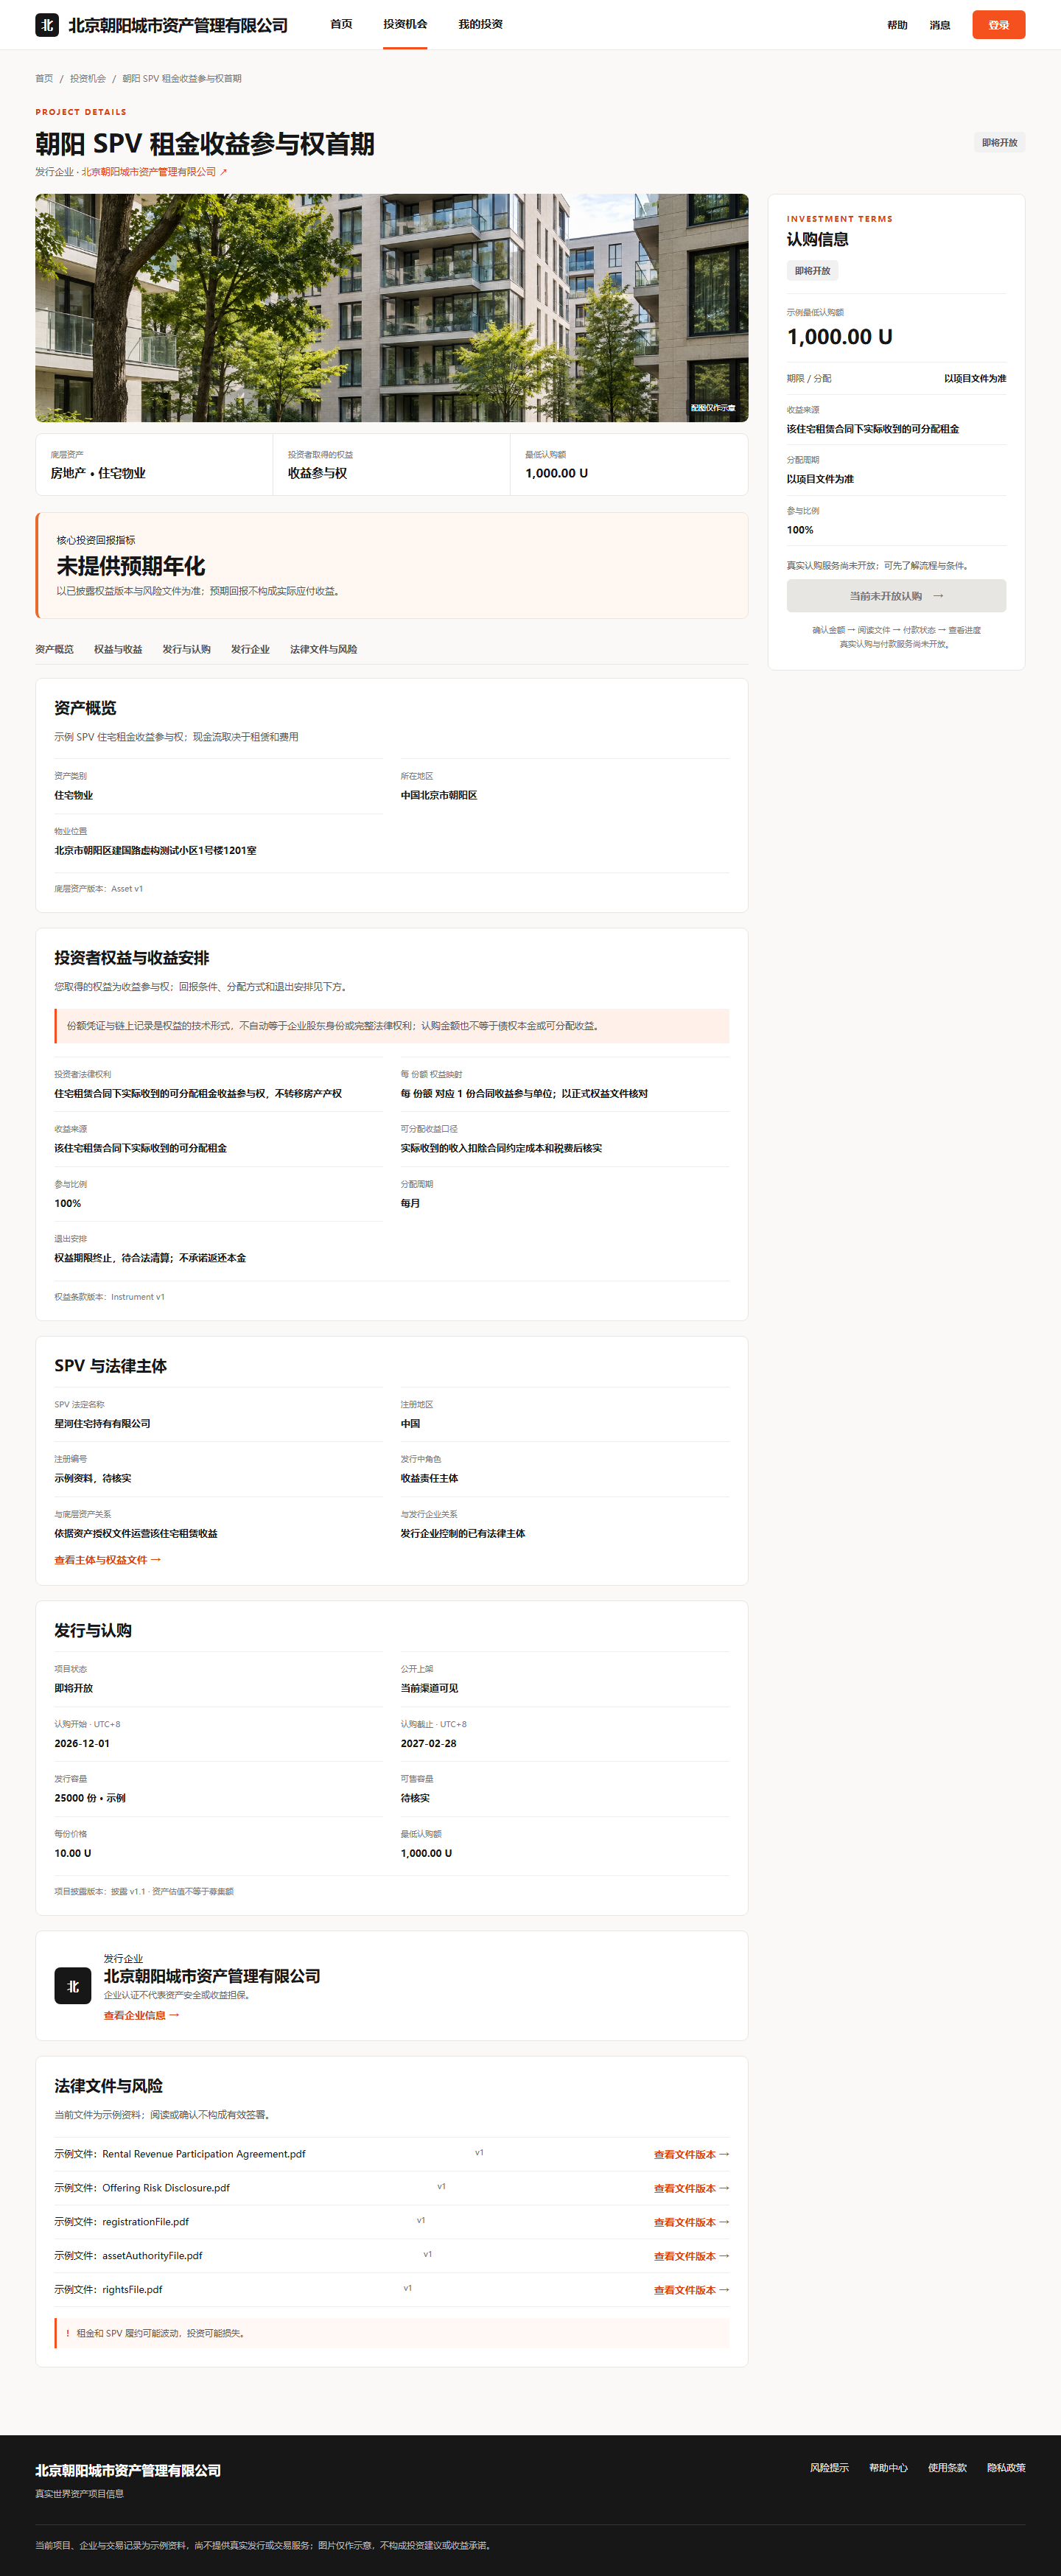 北 北京朝阳城市资产管理有限公司 首页 投资机会 我的投资 帮助 消息 登录
首页 / 投资机会 / 朝阳 SPV 租金收益参与权首期
PROJECT DETAILS
朝阳 SPV 租金收益参与权首期
即将开放
发行企业 · 北京朝阳城市资产管理有限公司 ↗
配图仅作示意
底层资产
房地产 • 住宅物业
投资者取得的权益
收益参与权
最低认购额
1,000.00 U
核心投资回报指标
未提供预期年化
以已披露权益版本与风险文件为准；预期回报不构成实际应付收益。
INVESTMENT TERMS
认购信息
即将开放
示例最低认购额
1,000.00 U
期限 / 分配 以项目文件为准
收益来源
该住宅租赁合同下实际收到的可分配租金
分配周期
以项目文件为准
参与比例
100%
真实认购服务尚未开放；可先了解流程与条件。
当前未开放认购 →
确认金额 → 阅读文件 → 付款状态 → 查看进度
真实认购与付款服务尚未开放。
资产概览 权益与收益 发行与认购 发行企业 法律文件与风险
资产概览
示例 SPV 住宅租金收益参与权；现金流取决于租赁和费用
资产类别
住宅物业
所在地区
中国北京市朝阳区
物业位置
北京市朝阳区建国路虚构测试小区1号楼1201室
底层资产版本：Asset v1
投资者权益与收益安排
您取得的权益为收益参与权；回报条件、分配方式和退出安排见下方。
份额凭证与链上记录是权益的技术形式，不自动等于企业股东身份或完整法律权利；认购金额也不等于债权本金或可分配收益。
投资者法律权利
住宅租赁合同下实际收到的可分配租金收益参与权，不转移房产产权
每 份额 权益映射
每 份额 对应 1 份合同收益参与单位；以正式权益文件核对
收益来源
该住宅租赁合同下实际收到的可分配租金
可分配收益口径
实际收到的收入扣除合同约定成本和税费后核实
参与比例
100%
分配周期
每月
退出安排
权益期限终止，待合法清算；不承诺返还本金
权益条款版本：Instrument v1
SPV 与法律主体
SPV 法定名称
星河住宅持有有限公司
注册地区
中国
注册编号
示例资料，待核实
发行中角色
收益责任主体
与底层资产关系
依据资产授权文件运营该住宅租赁收益
与发行企业关系
发行企业控制的已有法律主体
查看主体与权益文件 →
发行与认购
项目状态
即将开放
公开上架
当前渠道可见
认购开始 · UTC+8
2026-12-01
认购截止 · UTC+8
2027-02-28
发行容量
25000 份 • 示例
可售容量
待核实
每份价格
10.00 U
最低认购额
1,000.00 U
项目披露版本：披露 v1.1 · 资产估值不等于募集额
北
发行企业
北京朝阳城市资产管理有限公司
企业认证不代表资产安全或收益担保。
查看企业信息 →
法律文件与风险
当前文件为示例资料；阅读或确认不构成有效签署。
示例文件：Rental Revenue Participation Agreement.pdf v1 查看文件版本 →
示例文件：Offering Risk Disclosure.pdf v1 查看文件版本 →
示例文件：registrationFile.pdf v1 查看文件版本 →
示例文件：assetAuthorityFile.pdf v1 查看文件版本 →
示例文件：rightsFile.pdf v1 查看文件版本 →
! 租金和 SPV 履约可能波动，投资可能损失。
北京朝阳城市资产管理有限公司
真实世界资产项目信息
风险提示 帮助中心 使用条款 隐私政策
当前项目、企业与交易记录为示例资料，尚不提供真实发行或交易服务；图片仅作示意，不构成投资建议或收益承诺。